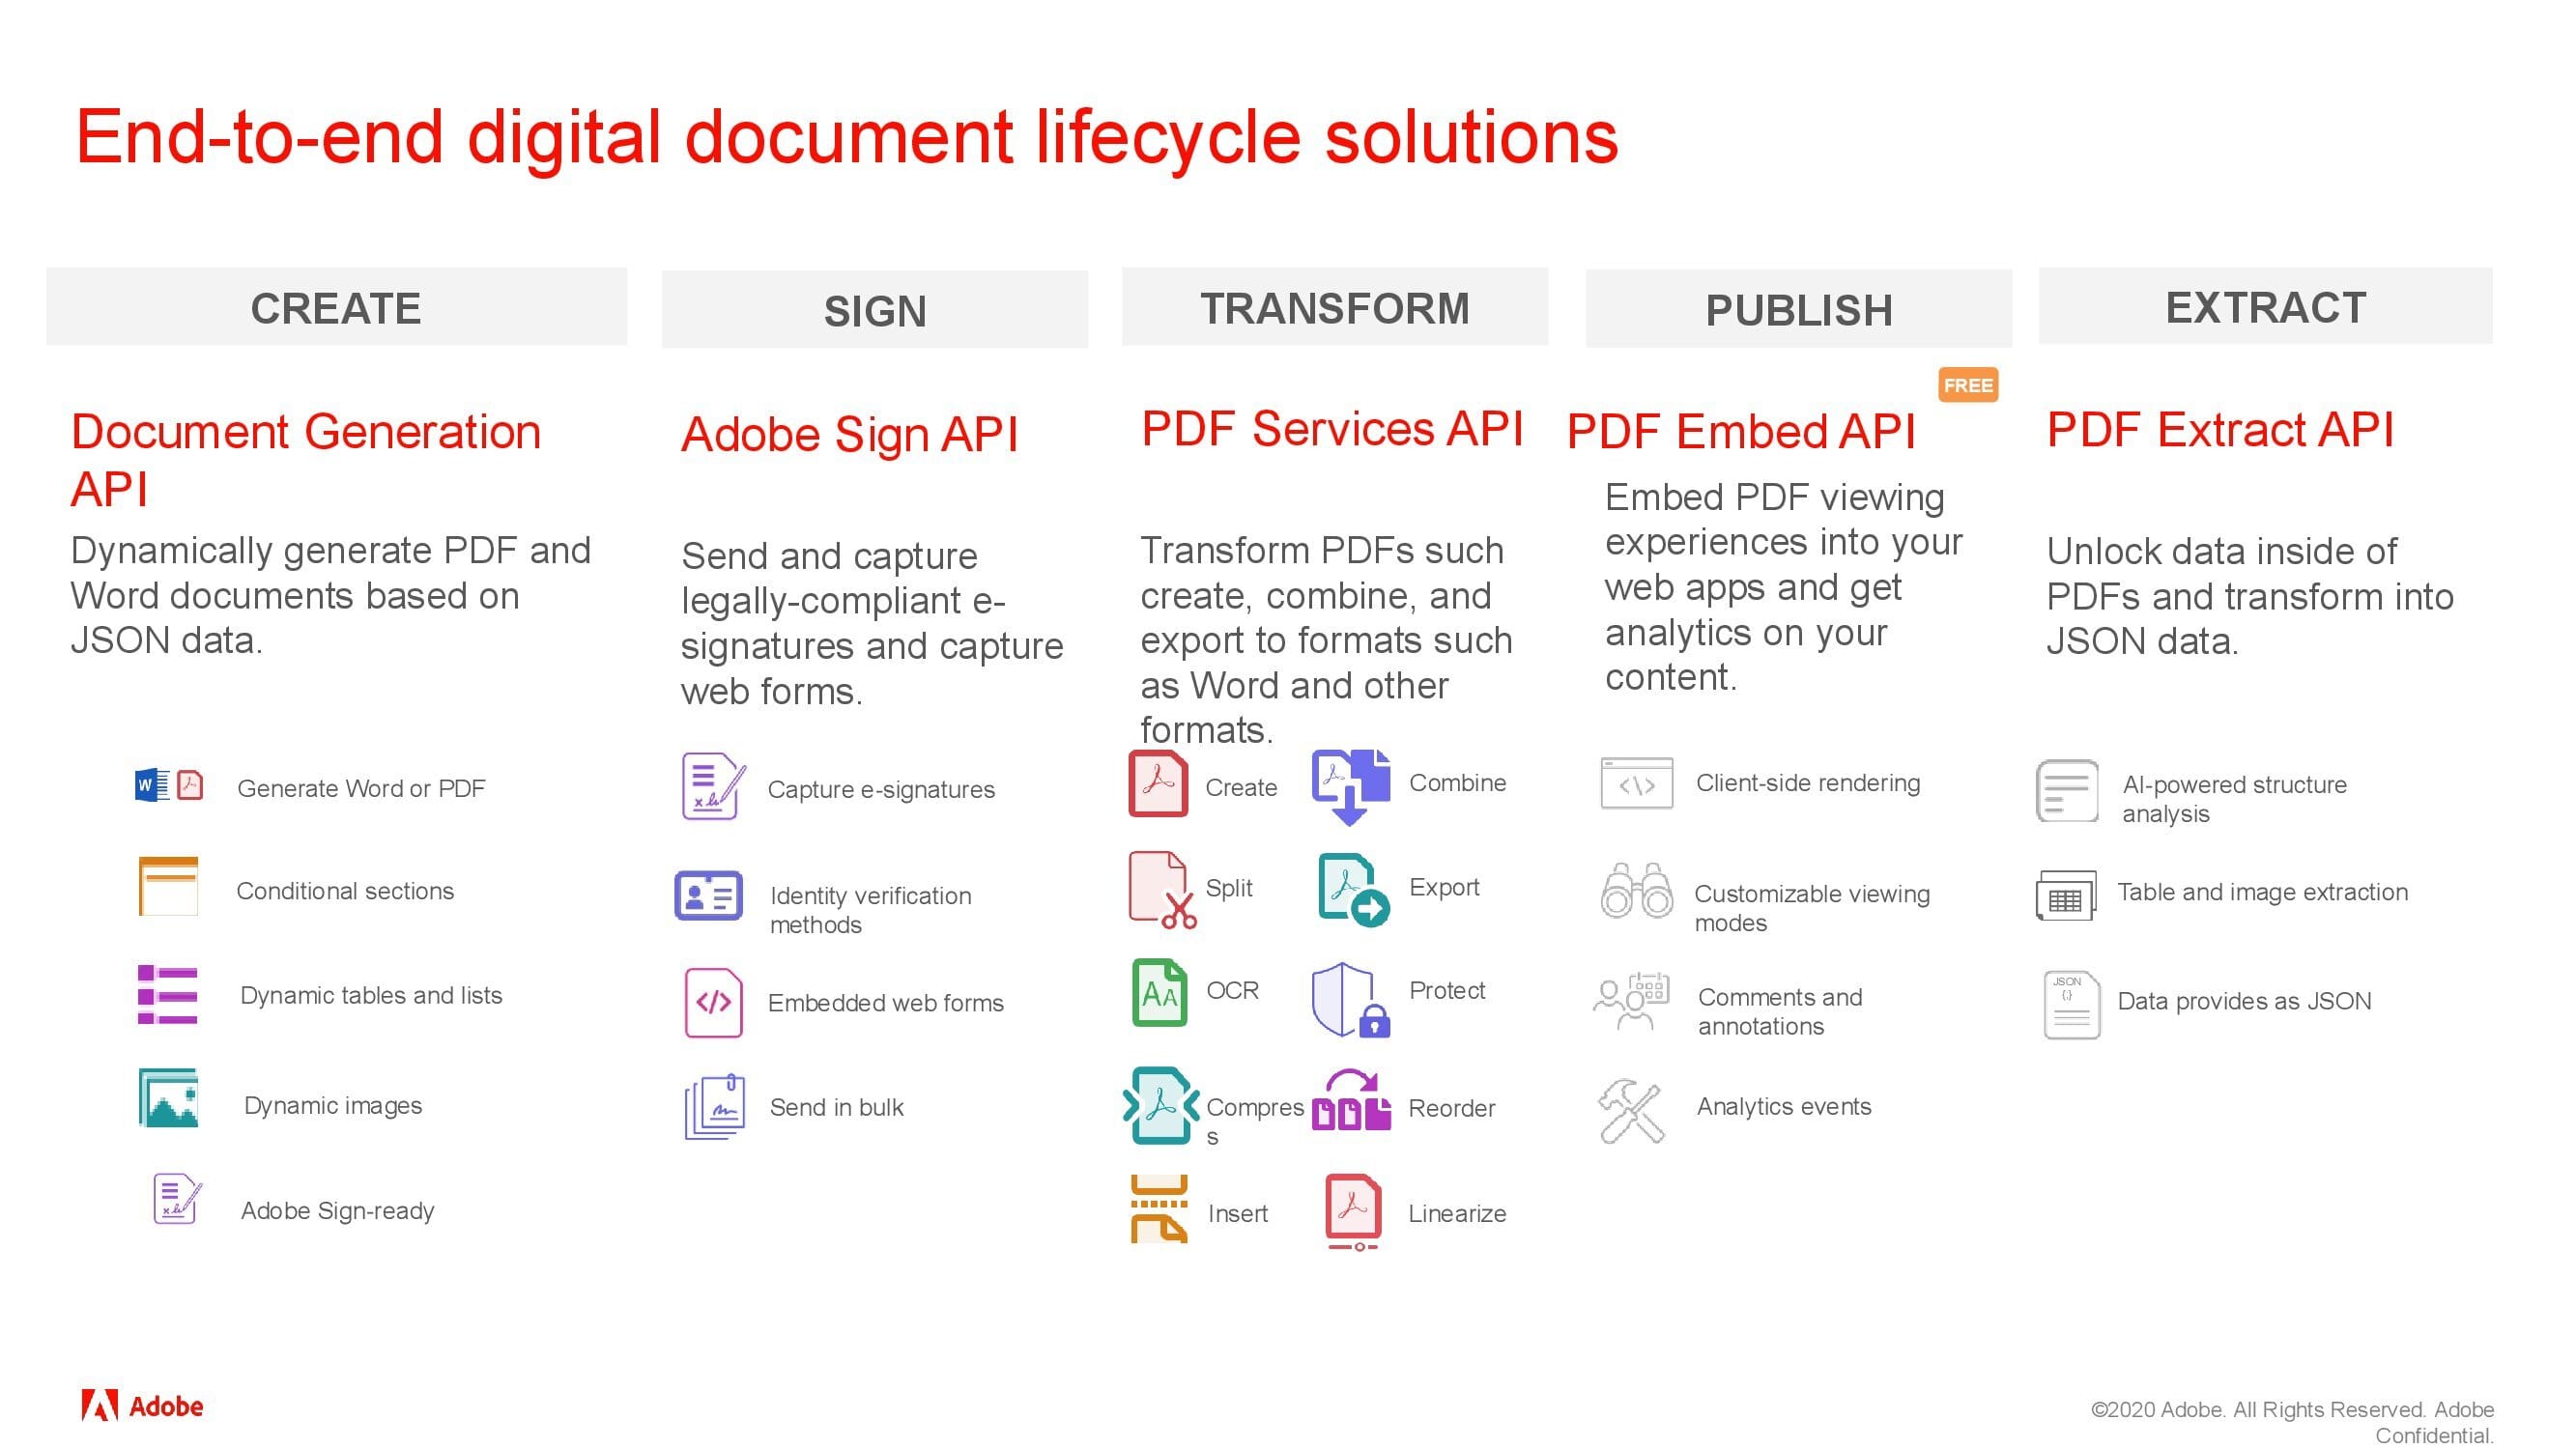 End-to-end digital document lifecycle solutions
CREATE
Document Generation
API
Dynamically generate PDF and
Word documents based on
JSON data.
W
Generate Word or PDF
Conditional sections
Dynamic tables and lists
Dynamic images
Adobe Sign-ready
SIGN
Adobe Sign API
Send and capture
legally-compliant e-
signatures and capture
web forms.
Capture e-signatures
Identity verification
methods
</>
Embedded web forms
Send in bulk
TRANSFORM
PDF Services API
Transform PDFs such
create, combine, and
export to formats such
as Word and other
formats.
Create
Combine
Split
Export
AA
OCR
Protect
Compres
s
Reorder
Insert
Linearize
PUBLISH
FREE
PDF Embed API
Embed PDF viewing
experiences into your
web apps and get
analytics on your
content.
</>
Client-side rendering
Customizable viewing
modes
Comments and
annotations
Analytics events
EXTRACT
PDF Extract API
Unlock data inside of
PDFs and transform into
JSON data.
AI-powered structure
analysis
Table and image extraction
JSON
{;}
Data provides as JSON
Adobe
©2020 Adobe. All Rights Reserved. Adobe
Confidential.